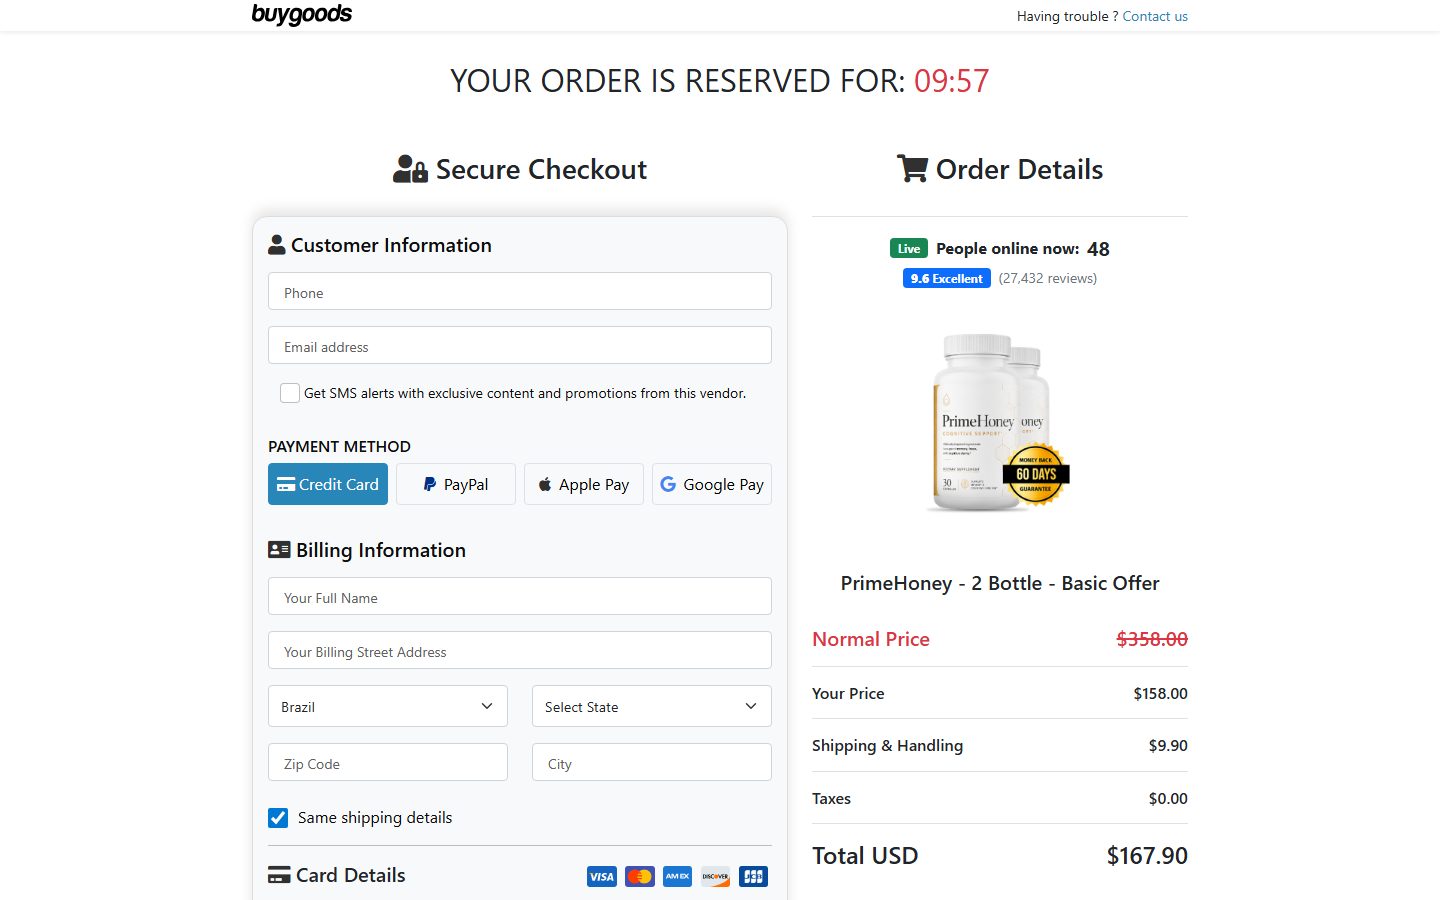 buygoods
Having trouble ? Contact us
YOUR ORDER IS RESERVED FOR: 09:57
Secure Checkout
Customer Information
Phone
Email address
Get SMS alerts with exclusive content and promotions from this vendor.
PAYMENT METHOD
Credit Card
PayPal
Apple Pay
Google Pay
Billing Information
Your Full Name
Your Billing Street Address
Brazil
Select State
Zip Code
City
Same shipping details
Card Details
VISA
AMEX
DISCOVER
JCB
Order Details
Live People online now: 48
9.6 Excellent (27,432 reviews)
PrimeHoney
COGNITIVE SUPPORT
DIETARY SUPPLEMENT
30
oney
MONEY BACK
60 DAYS
GUARANTEE
PrimeHoney - 2 Bottle - Basic Offer
Normal Price $358.00
Your Price $158.00
Shipping & Handling $9.90
Taxes $0.00
Total USD $167.90